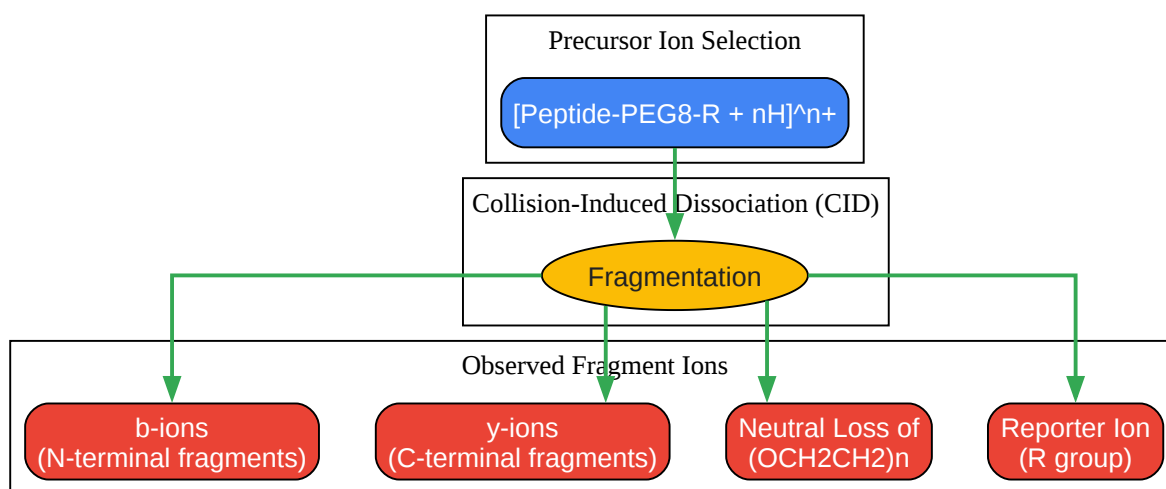 Precursor Ion Selection
[Peptide-PEG8-R + nH]^n+
Collision-Induced Dissociation (CID)
Fragmentation
Observed Fragment Ions
b-ions
(N-terminal fragments)
y-ions
(C-terminal fragments)
Neutral Loss of
(OCH2CH2)n
Reporter Ion
(R group)